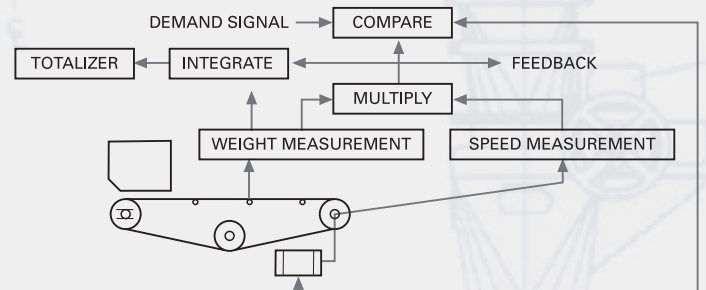 DEMAND SIGNAL
COMPARE
TOTALIZER
INTEGRATE
FEEDBACK
MULTIPLY
WEIGHT MEASUREMENT
SPEED MEASUREMENT